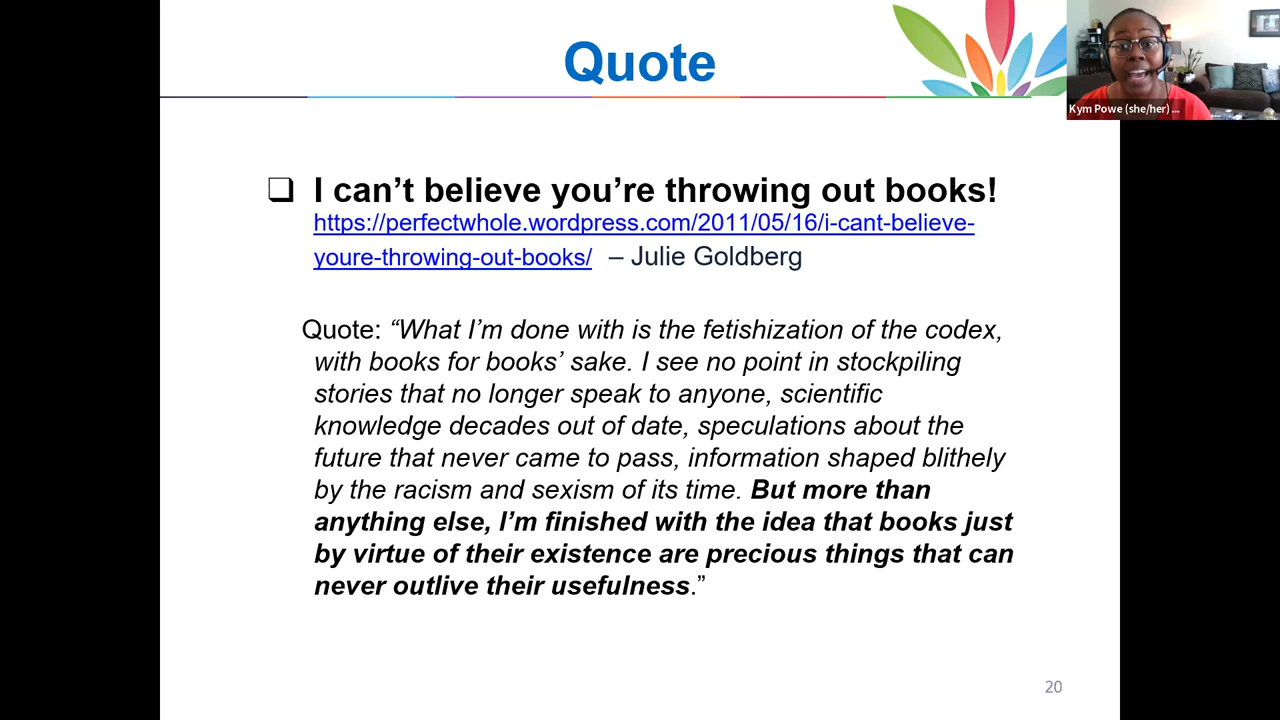 Quote
Kym Powe (she/her) ...
❑ I can’t believe you’re throwing out books!
https://perfectwhole.wordpress.com/2011/05/16/i-cant-believe-
youre-throwing-out-books/ – Julie Goldberg
Quote: “What I’m done with is the fetishization of the codex,
with books for books’ sake. I see no point in stockpiling
stories that no longer speak to anyone, scientific
knowledge decades out of date, speculations about the
future that never came to pass, information shaped blithely
by the racism and sexism of its time. But more than
anything else, I’m finished with the idea that books just
by virtue of their existence are precious things that can
never outlive their usefulness.”
20